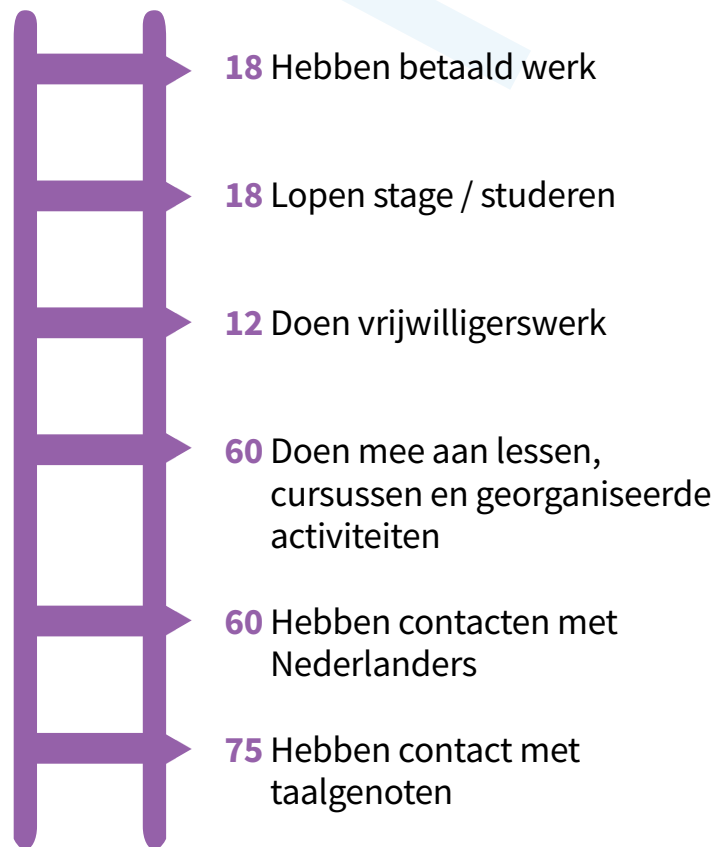 18 Hebben betaald werk
18 Lopen stage / studeren
12 Doen vrijwilligerswerk
60 Doen mee aan lessen,
cursussen en georganiseerde
activiteiten
60 Hebben contacten met
Nederlanders
75 Hebben contact met
taalgenoten